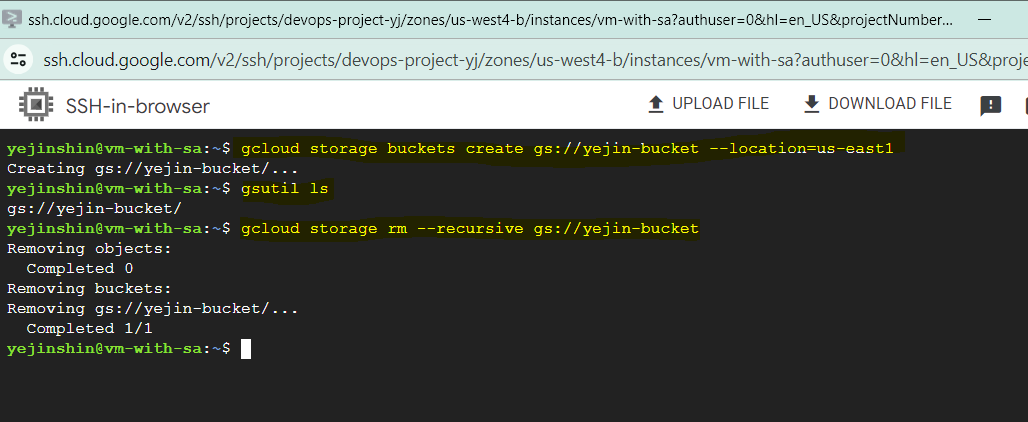 ssh.cloud.google.com/v2/ssh/projects/devops-project-yj/zones/us-west4-b/instances/vm-with-sa?authuser=0&hl=en_US&projectNumber...
ssh.cloud.google.com/v2/ssh/projects/devops-project-yj/zones/us-west4-b/instances/vm-with-sa?authuser=0&hl=en_US&proje
SSH-in-browser UPLOAD FILE DOWNLOAD FILE
yejinshin@vm-with-sa:~$ gcloud storage buckets create gs://yejin-bucket --location=us-east1
Creating gs://yejin-bucket/...
yejinshin@vm-with-sa:~$ gsutil ls
gs://yejin-bucket/
yejinshin@vm-with-sa:~$ gcloud storage rm --recursive gs://yejin-bucket
Removing objects:
  Completed 0
Removing buckets:
Removing gs://yejin-bucket/...
  Completed 1/1
yejinshin@vm-with-sa:~$